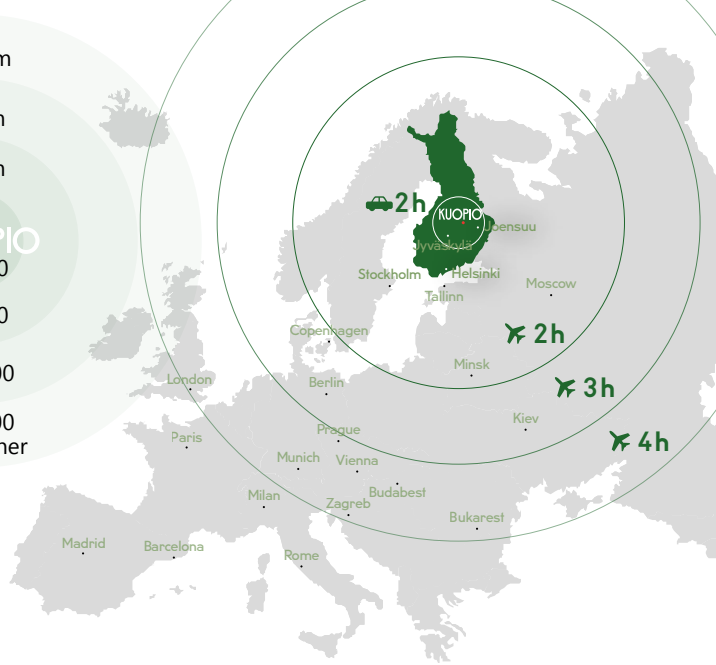 m
m
m
PIO
0
0
00
00
ner
2h
KUOPIO
Joensuu
Jyväskylä
Stockholm
Helsinki
Tallinn
Moscow
Copenhagen
2h
Minsk
London
Berlin
3h
Kiev
Prague
Paris
4h
Munich
Vienna
Milan
Budabest
Zagreb
Bukarest
Madrid
Barcelona
Rome